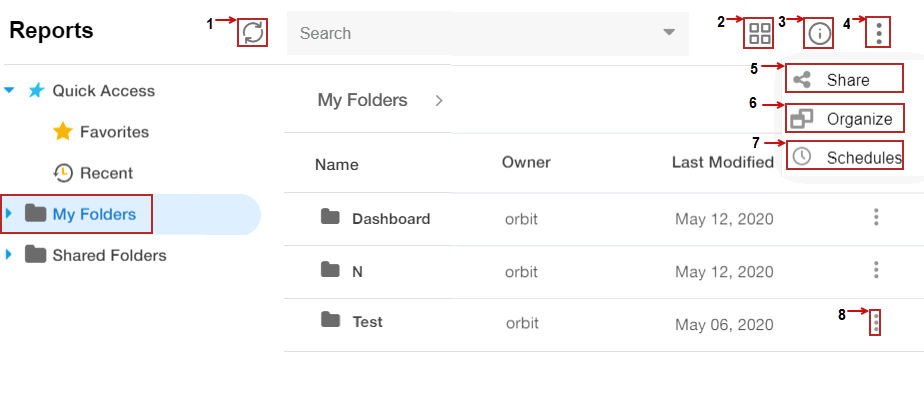 Reports
1
Search
2
3
4
Quick Access
Favorites
Recent
My Folders
Shared Folders
My Folders >
5
Share
6
Organize
7
Schedules
Name Owner Last Modified
Dashboard orbit May 12, 2020
N orbit May 12, 2020
Test orbit May 06, 2020
8